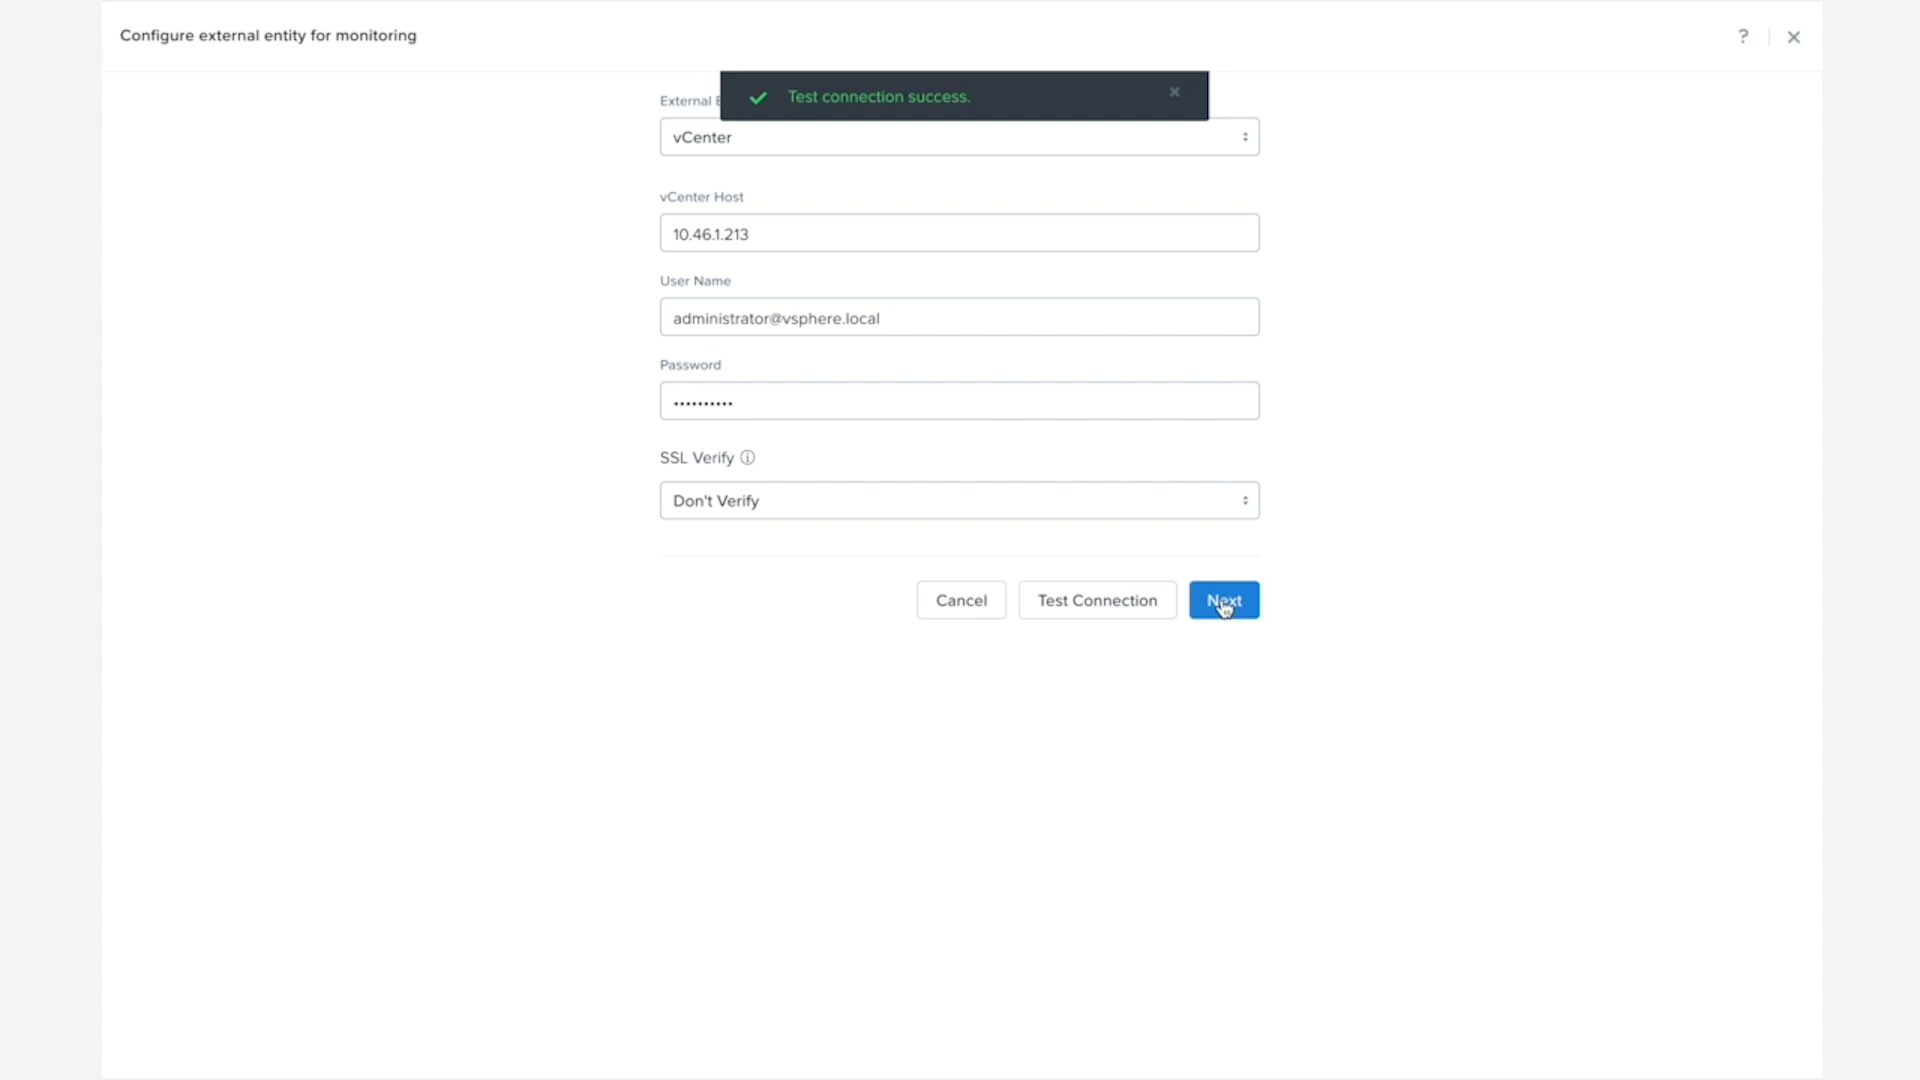 Configure external entity for monitoring
?
Test connection success.
External
vCenter
vCenter Host
10.46.1.213
User Name
administrator@vsphere.local
Password
••••••••••
SSL Verify
Don't Verify
Cancel
Test Connection
Next